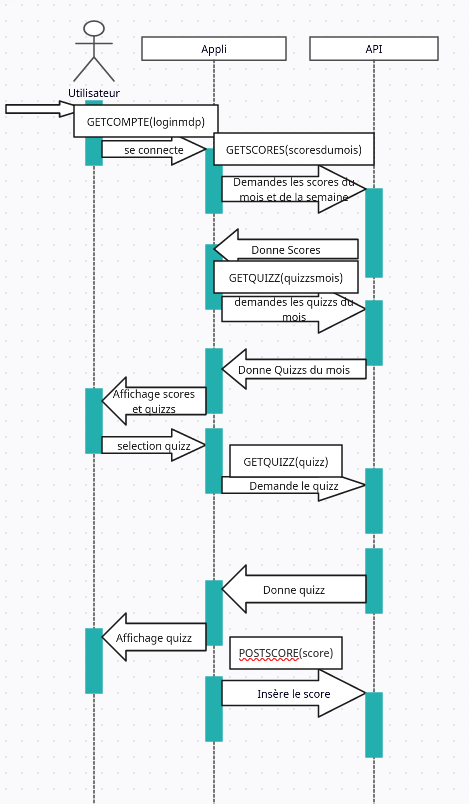 Appli
API
Utilisateur
GETCOMPTE(loginmdp)
se connecte
GETSCORES(scoresdumois)
Demandes les scores du
mois et de la semaine
Donne Scores
GETQUIZZ(quizzsmois)
demandes les quizzs du
mois
Donne Quizzs du mois
Affichage scores
et quizzs
selection quizz
GETQUIZZ(quizz)
Demande le quizz
Donne quizz
Affichage quizz
POSTSCORE(score)
Insère le score